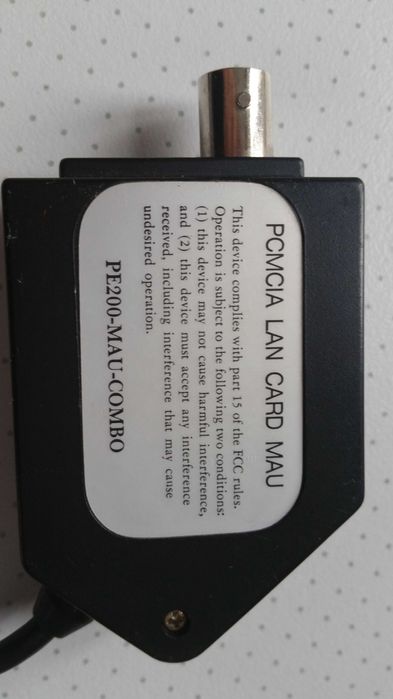 PCMCIA LAN CARD MAU
This device complies with part 15 of the FCC rules.
Operation is subject to the following two conditions:
(1) this device may not cause harmful interference,
and (2) this device must accept any interference
received, including interference that may cause
undesired operation.
PE200-MAU-COMBO